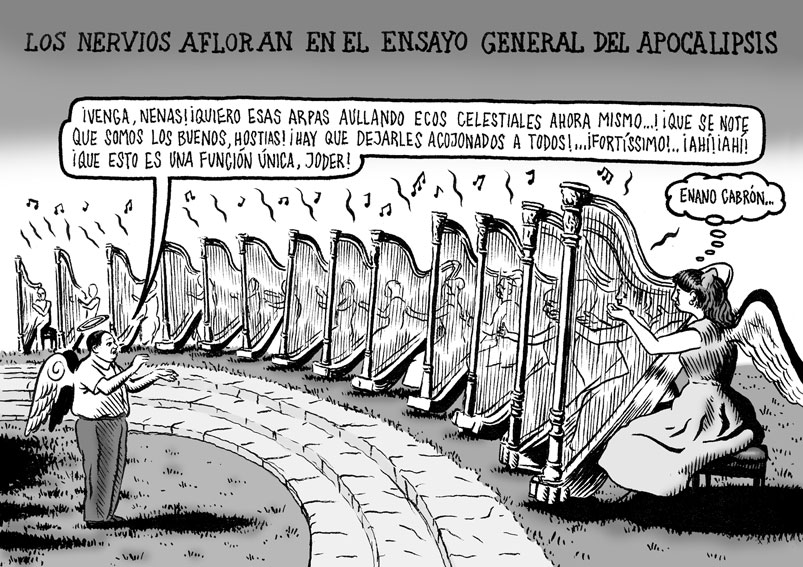 LOS NERVIOS AFLORAN EN EL ENSAYO GENERAL DEL APOCALIPSIS
¡VENGA, NENAS! ¡QUIERO ESAS ARPAS AULLANDO ECOS CELESTIALES AHORA MISMO...! ¡QUE SE NOTE
QUE SOMOS LOS BUENOS, HOSTIAS! ¡HAY QUE DEJARLES ACOJONADOS A TODOS!...¡FORTÍSSIMO!.. ¡AHÍ! ¡AHÍ!
¡QUE ESTO ES UNA FUNCIÓN ÚNICA, JODER!
ENANO
CABRÓN...